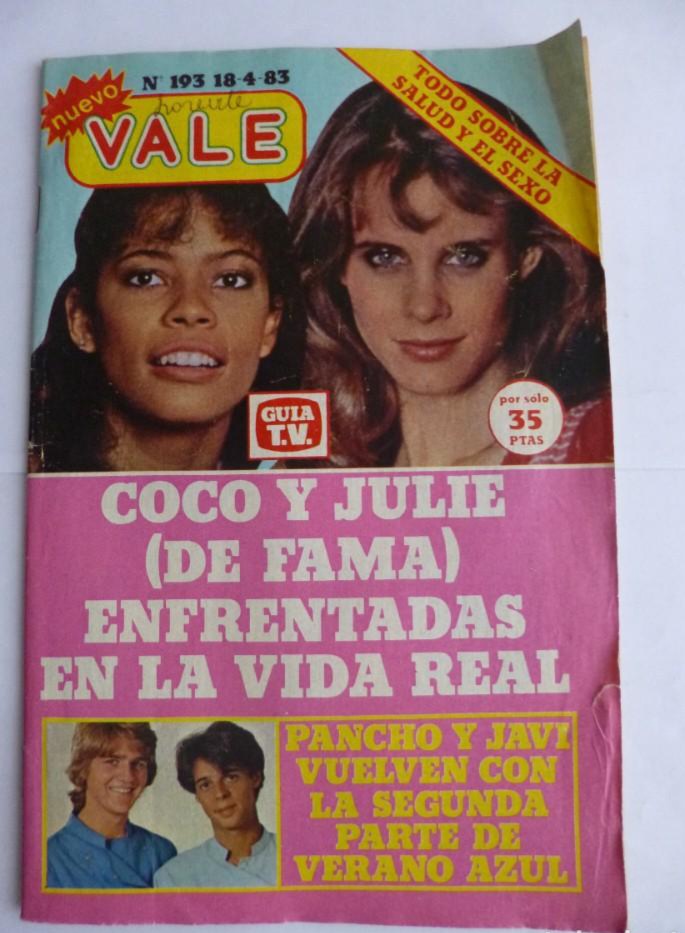 Nº 193 18-4-83
nuevo
VALE
TODO SOBRE LA
SALUD Y EL SEXO
GUIA
T.V.
por sólo
35
PTAS
COCO Y JULIE
(DE FAMA)
ENFRENTADAS
EN LA VIDA REAL
PANCHO Y JAVI
VUELVEN CON
LA SEGUNDA
PARTE DE
VERANO AZUL